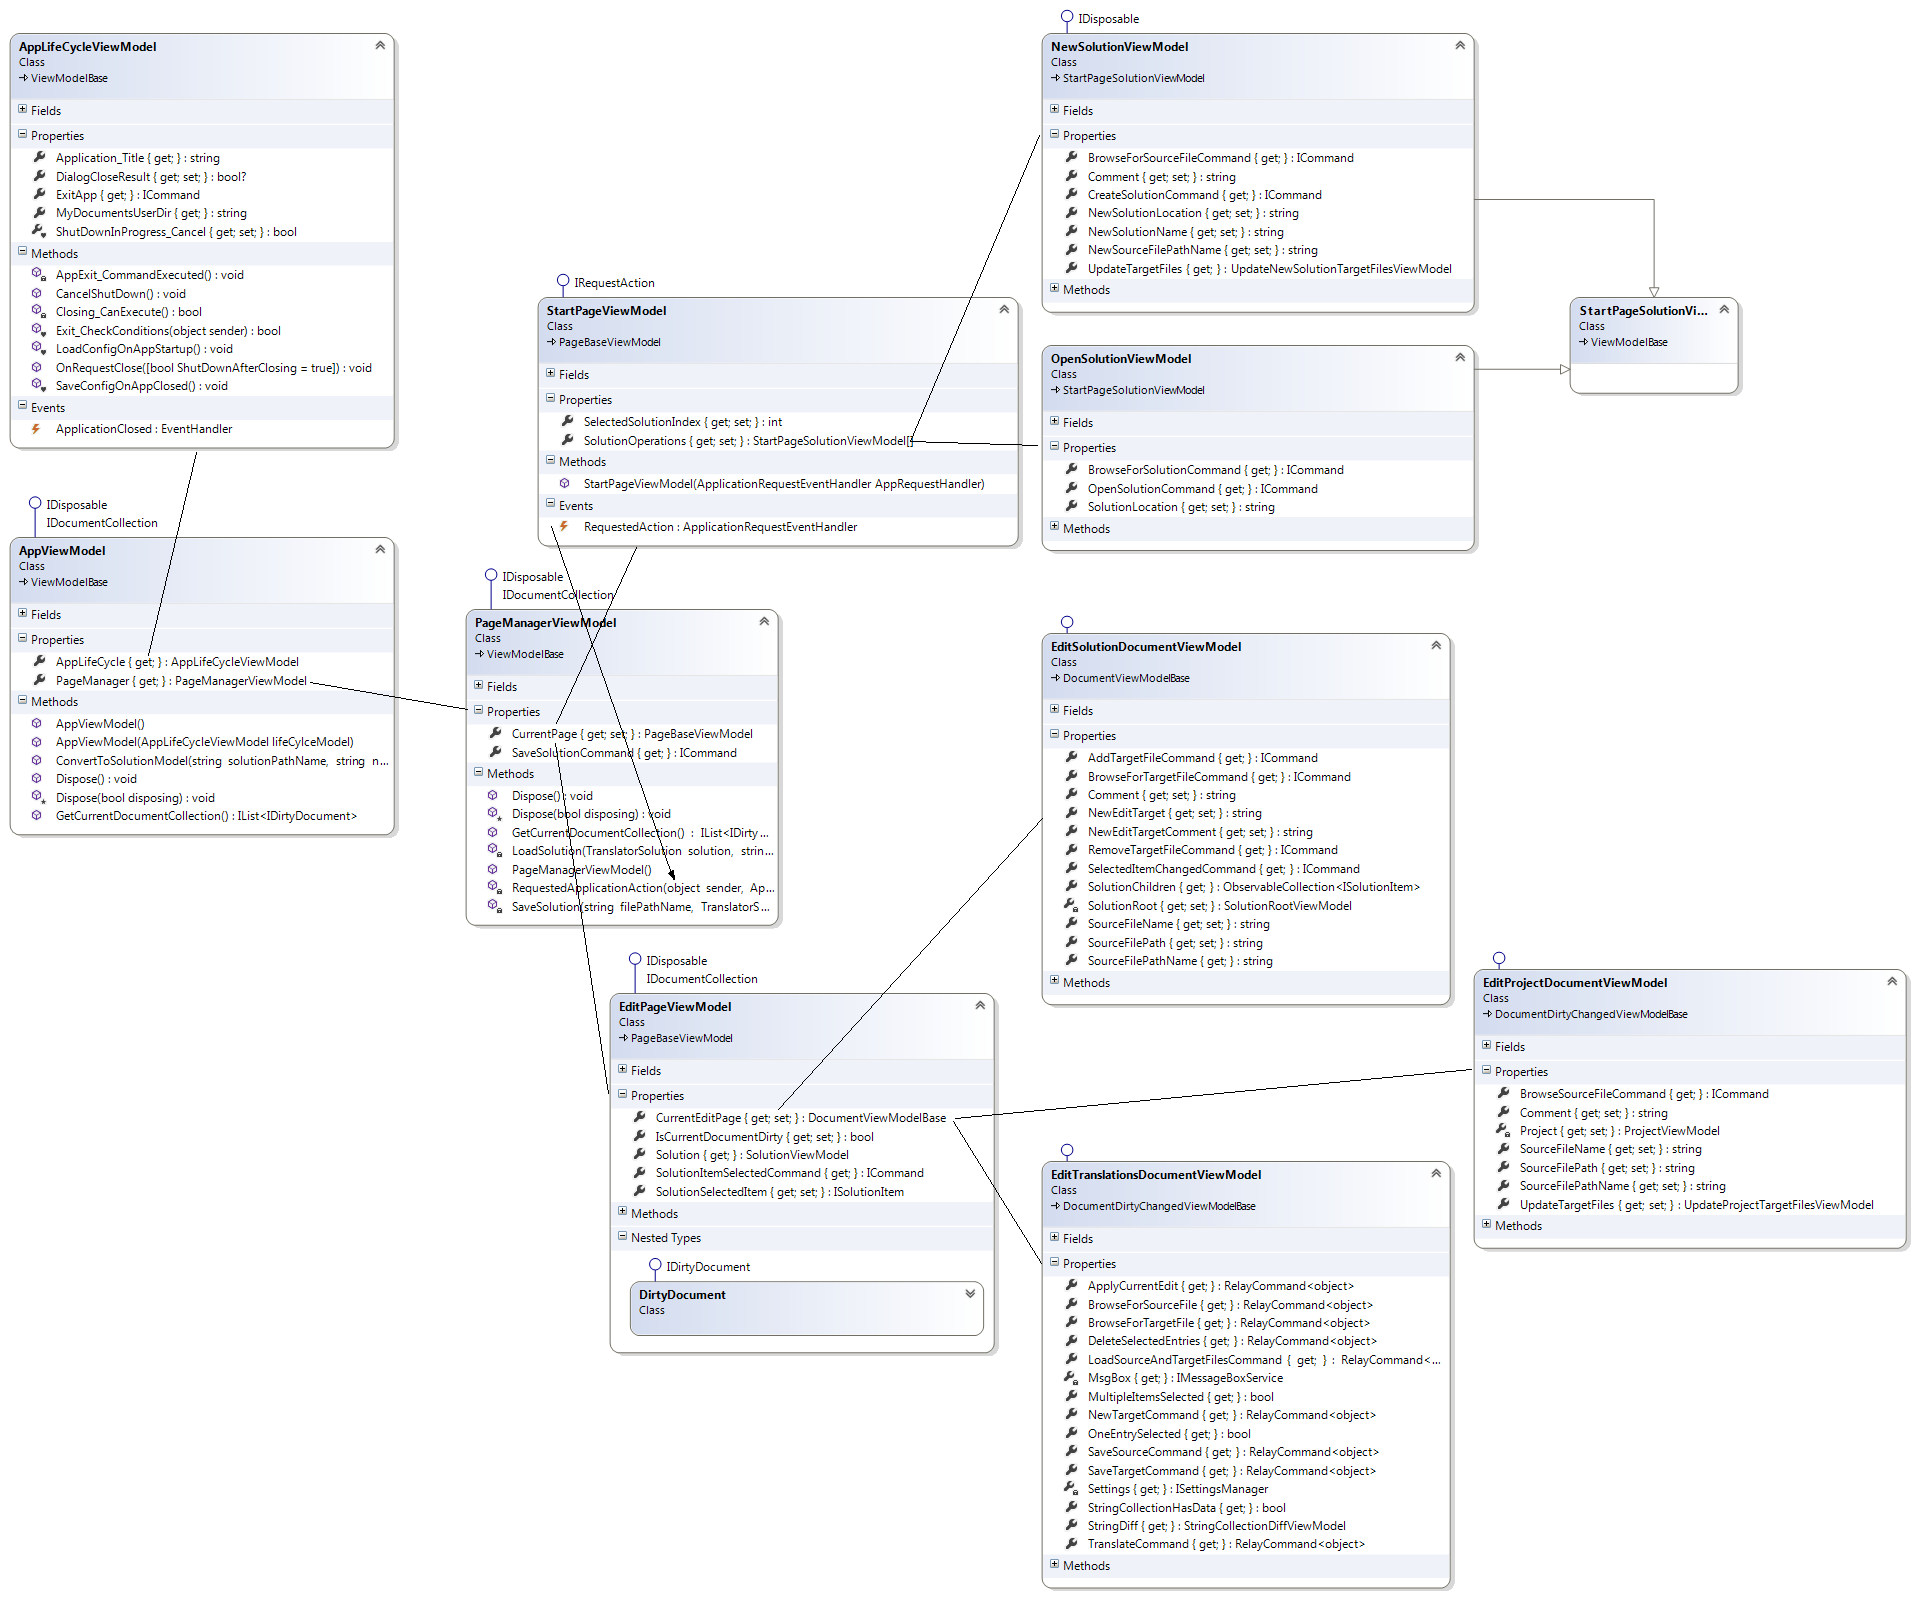 AppLifeCycleViewModel
Class
ViewModelBase
Fields
Properties
Application_Title { get; } : string
DialogCloseResult { get; set; } : bool?
ExitApp { get; } : ICommand
MyDocumentsUserDir { get; } : string
ShutDownInProgress_Cancel { get; set; } : bool
Methods
AppExit_CommandExecuted() : void
CancelShutDown() : void
Closing_CanExecute() : bool
Exit_CheckConditions(object sender) : bool
LoadConfigOnAppStartup() : void
OnRequestClose([bool ShutDownAfterClosing = true]) : void
SaveConfigOnAppClosed() : void
Events
ApplicationClosed : EventHandler
IDisposable
IDocumentCollection
AppViewModel
Class
ViewModelBase
Fields
Properties
AppLifeCycle { get; } : AppLifeCycleViewModel
PageManager { get; } : PageManagerViewModel
Methods
AppViewModel()
AppViewModel(AppLifeCycleViewModel lifeCylceModel)
ConvertToSolutionModel(string solutionPathName, string n...
Dispose() : void
Dispose(bool disposing) : void
GetCurrentDocumentCollection() : IList<IDirtyDocument>
IRequestAction
StartPageViewModel
Class
PageBaseViewModel
Fields
Properties
SelectedSolutionIndex { get; set; } : int
SolutionOperations { get; set; } : StartPageSolutionViewModel[]
Methods
StartPageViewModel(ApplicationRequestEventHandler AppRequestHandler)
Events
RequestedAction : ApplicationRequestEventHandler
IDisposable
IDocumentCollection
PageManagerViewModel
Class
ViewModelBase
Fields
Properties
CurrentPage { get; set; } : PageBaseViewModel
SaveSolutionCommand { get; } : ICommand
Methods
Dispose() : void
Dispose(bool disposing) : void
GetCurrentDocumentCollection() : IList<IDirty...
LoadSolution(TranslatorSolution solution, strin...
PageManagerViewModel()
RequestedApplicationAction(object sender, Ap...
SaveSolution(string filePathName, TranslatorS...
IDisposable
IDocumentCollection
EditPageViewModel
Class
PageBaseViewModel
Fields
Properties
CurrentEditPage { get; set; } : DocumentViewModelBase
IsCurrentDocumentDirty { get; set; } : bool
Solution { get; } : SolutionViewModel
SolutionItemSelectedCommand { get; } : ICommand
SolutionSelectedItem { get; set; } : ISolutionItem
Methods
Nested Types
IDirtyDocument
DirtyDocument
Class
IDisposable
NewSolutionViewModel
Class
StartPageSolutionViewModel
Fields
Properties
BrowseForSourceFileCommand { get; } : ICommand
Comment { get; set; } : string
CreateSolutionCommand { get; } : ICommand
NewSolutionLocation { get; set; } : string
NewSolutionName { get; set; } : string
NewSourceFilePathName { get; set; } : string
UpdateTargetFiles { get; } : UpdateNewSolutionTargetFilesViewModel
Methods
OpenSolutionViewModel
Class
StartPageSolutionViewModel
Fields
Properties
BrowseForSolutionCommand { get; } : ICommand
OpenSolutionCommand { get; } : ICommand
SolutionLocation { get; set; } : string
Methods
StartPageSolutionVi...
Class
ViewModelBase
EditSolutionDocumentViewModel
Class
DocumentViewModelBase
Fields
Properties
AddTargetFileCommand { get; } : ICommand
BrowseForTargetFileCommand { get; } : ICommand
Comment { get; set; } : string
NewEditTarget { get; set; } : string
NewEditTargetComment { get; set; } : string
RemoveTargetFileCommand { get; } : ICommand
SelectedItemChangedCommand { get; } : ICommand
SolutionChildren { get; } : ObservableCollection<ISolutionItem>
SolutionRoot { get; set; } : SolutionRootViewModel
SourceFileName { get; set; } : string
SourceFilePath { get; set; } : string
SourceFilePathName { get; } : string
Methods
EditProjectDocumentViewModel
Class
DocumentDirtyChangedViewModelBase
Fields
Properties
BrowseSourceFileCommand { get; } : ICommand
Comment { get; set; } : string
Project { get; set; } : ProjectViewModel
SourceFileName { get; set; } : string
SourceFilePath { get; set; } : string
SourceFilePathName { get; set; } : string
UpdateTargetFiles { get; set; } : UpdateProjectTargetFilesViewModel
Methods
EditTranslationsDocumentViewModel
Class
DocumentDirtyChangedViewModelBase
Fields
Properties
ApplyCurrentEdit { get; } : RelayCommand<object>
BrowseForSourceFile { get; } : RelayCommand<object>
BrowseForTargetFile { get; } : RelayCommand<object>
DeleteSelectedEntries { get; } : RelayCommand<object>
LoadSourceAndTargetFilesCommand { get; } : RelayCommand<...
MsgBox { get; } : IMessageBoxService
MultipleItemsSelected { get; } : bool
NewTargetCommand { get; } : RelayCommand<object>
OneEntrySelected { get; } : bool
SaveSourceCommand { get; } : RelayCommand<object>
SaveTargetCommand { get; } : RelayCommand<object>
Settings { get; } : ISettingsManager
StringCollectionHasData { get; } : bool
StringDiff { get; } : StringCollectionDiffViewModel
TranslateCommand { get; } : RelayCommand<object>
Methods